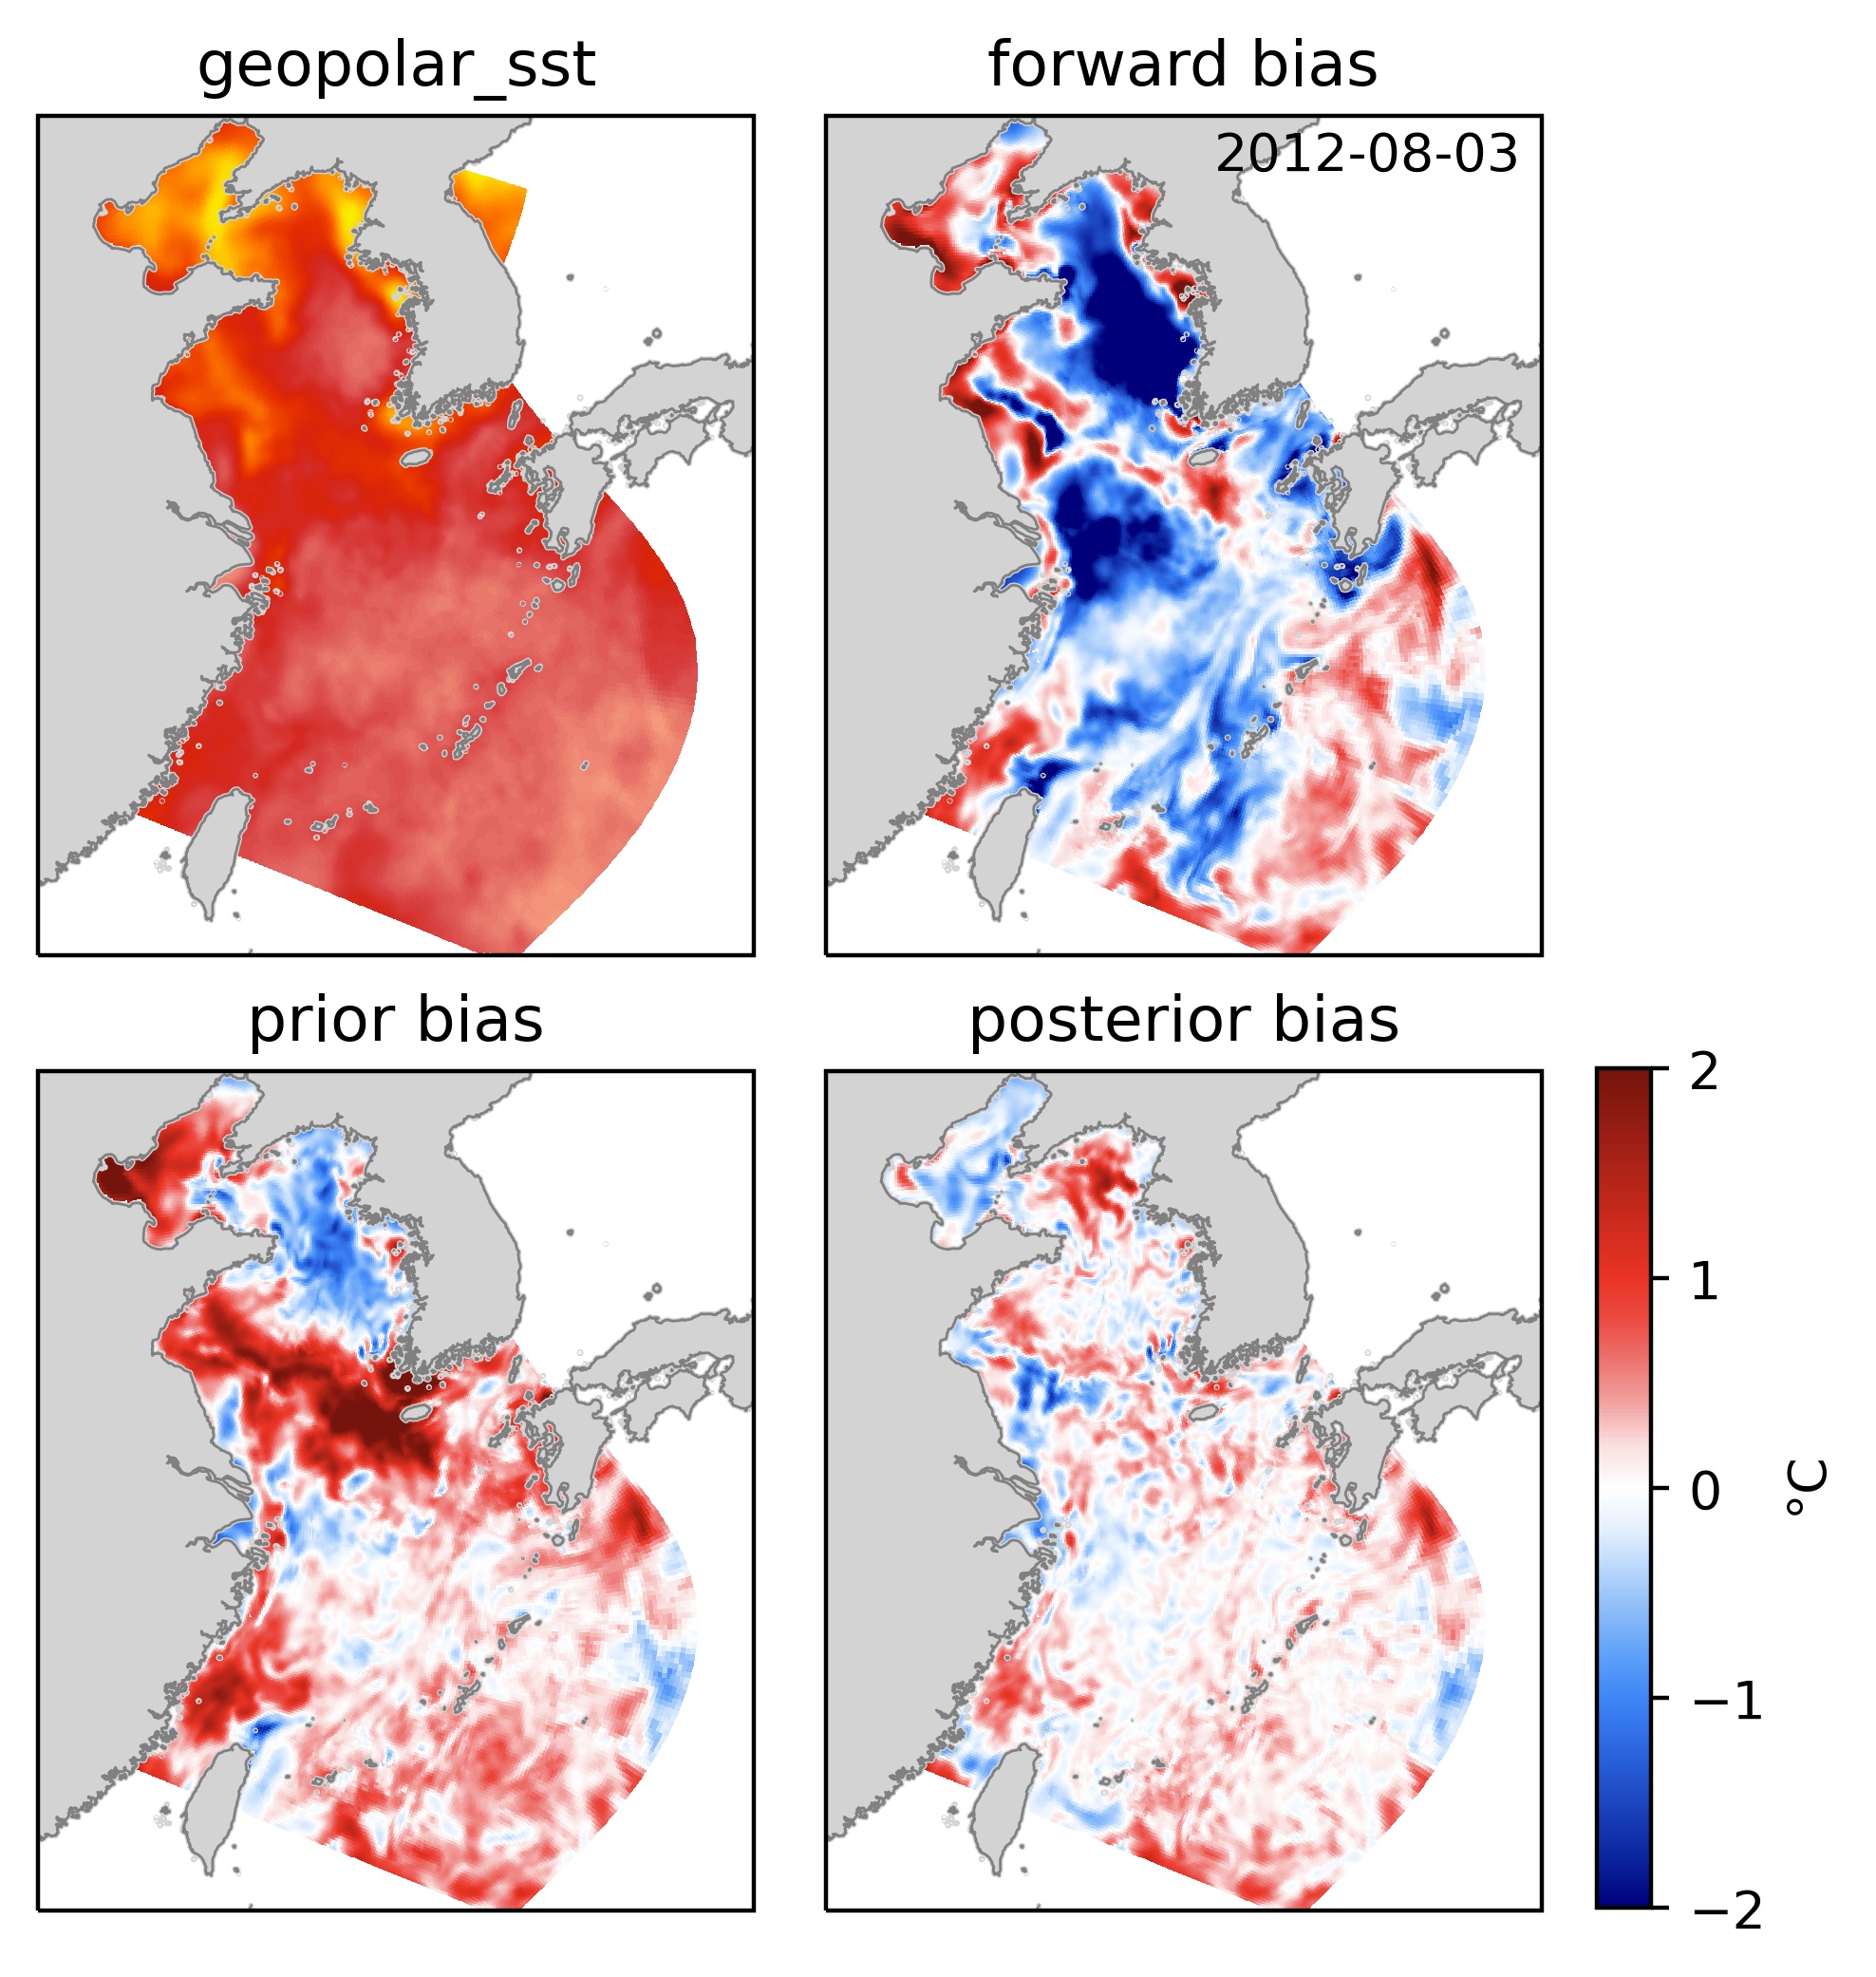 geopolar_sst
forward bias
2012-08-03
prior bias
posterior bias
2
1
0
−1
−2
°C